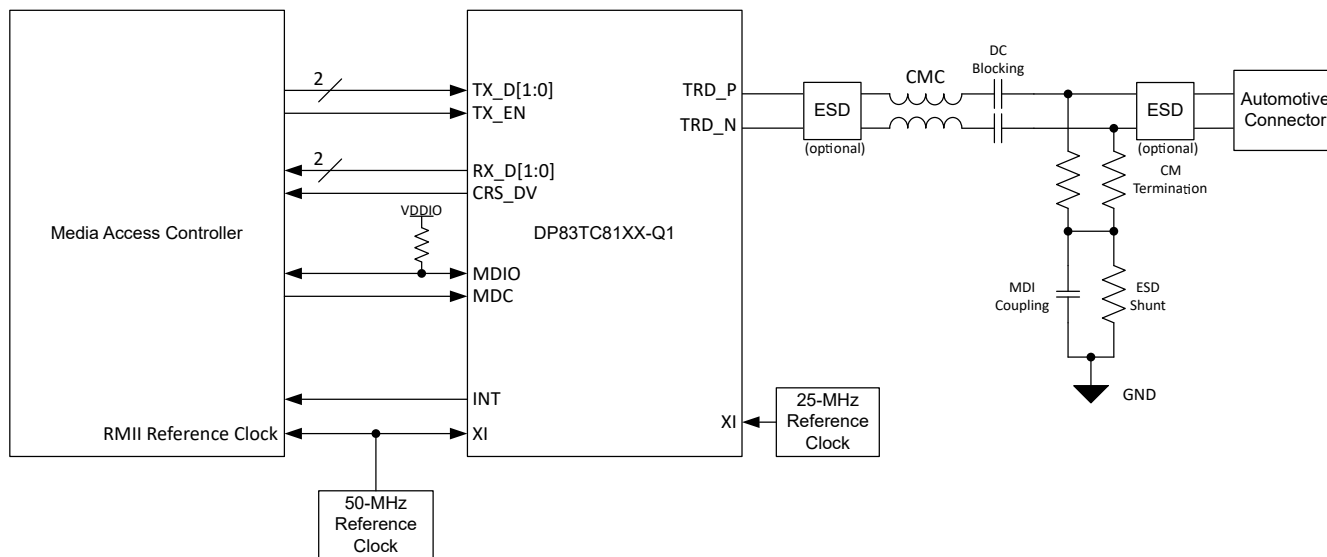 Media Access Controller
RMII Reference Clock
2
2
VDDIO
50-MHz
Reference
Clock
TX_D[1:0]
TX_EN
RX_D[1:0]
CRS_DV
MDIO
MDC
INT
XI
DP83TC81XX-Q1
TRD_P
TRD_N
XI
25-MHz
Reference
Clock
ESD
(optional)
CMC
DC
Blocking
ESD
(optional)
CM
Termination
MDI
Coupling
ESD
Shunt
GND
Automotive
Connector